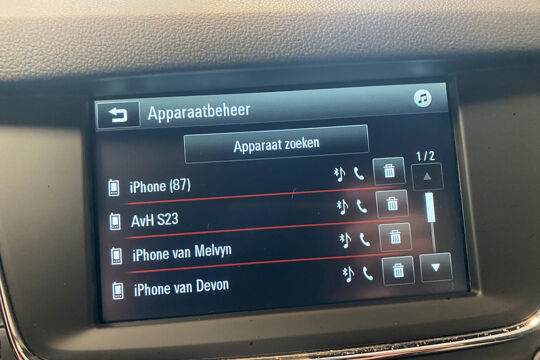 Apparaatbeheer
Apparaat zoeken
1/2
iPhone (87)
AvH S23
iPhone van Melvyn
iPhone van Devon